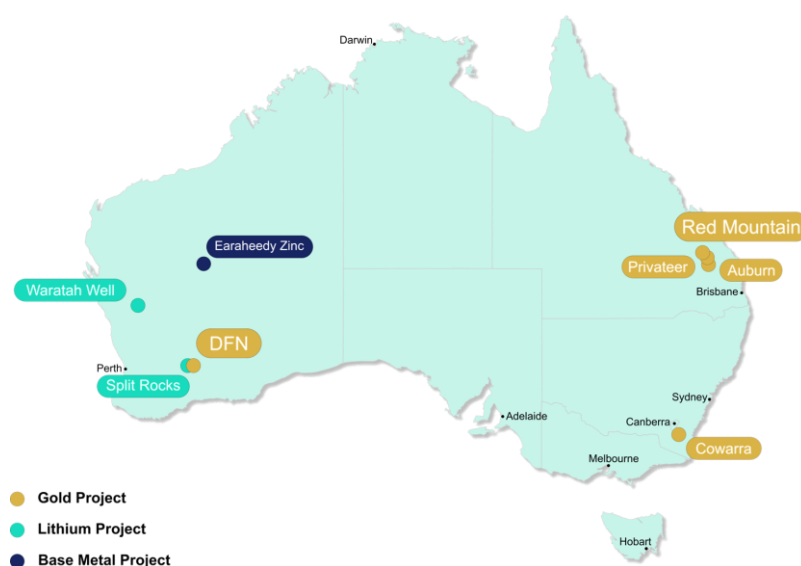 Darwin
Earaheedy Zinc
Red Mountain
Privateer
Auburn
Waratah Well
Brisbane
DFN
Perth
Split Rocks
Sydney
Adelaide
Canberra
Cowarra
Melbourne
Gold Project
Lithium Project
Hobart
Base Metal Project